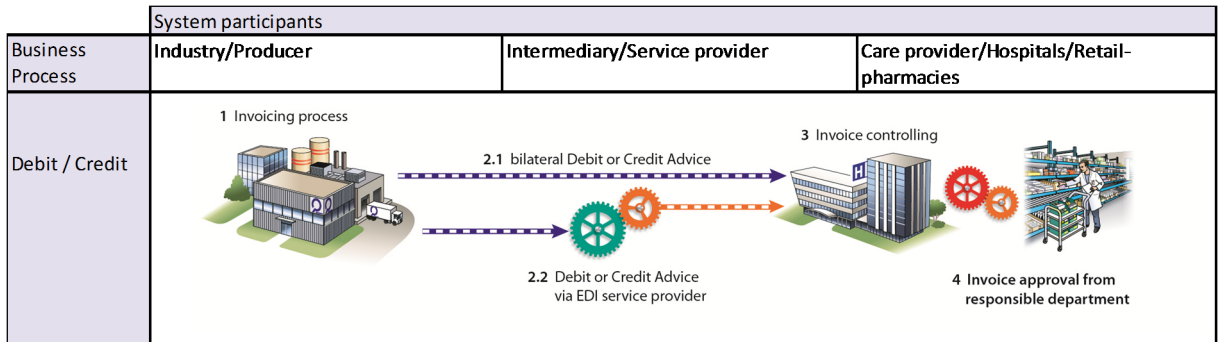 System participants
Business
Process
Industry/Producer
Intermediary/Service provider
Care provider/Hospitals/Retail-
pharmacies
Debit / Credit
1 Invoicing process
2.1 bilateral Debit or Credit Advice
2.2 Debit or Credit Advice
via EDI service provider
3 Invoice controlling
H
4 Invoice approval from
responsible department